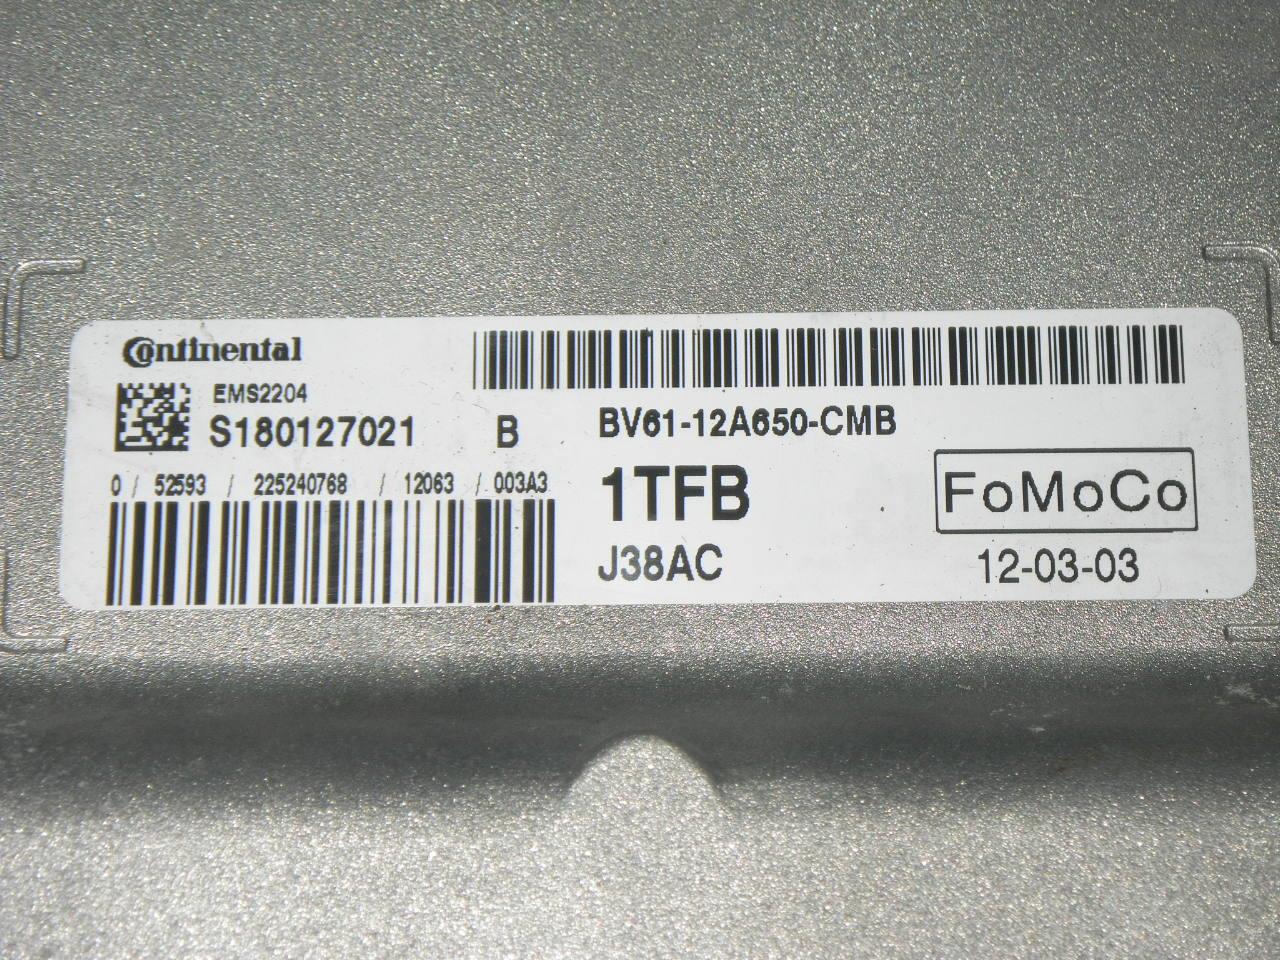 Continental
EMS2204
S180127021 B
0 / 52593 / 225240768 / 12063 / 003A3
BV61-12A650-CMB
1TFB
J38AC
FoMoCo
12-03-03